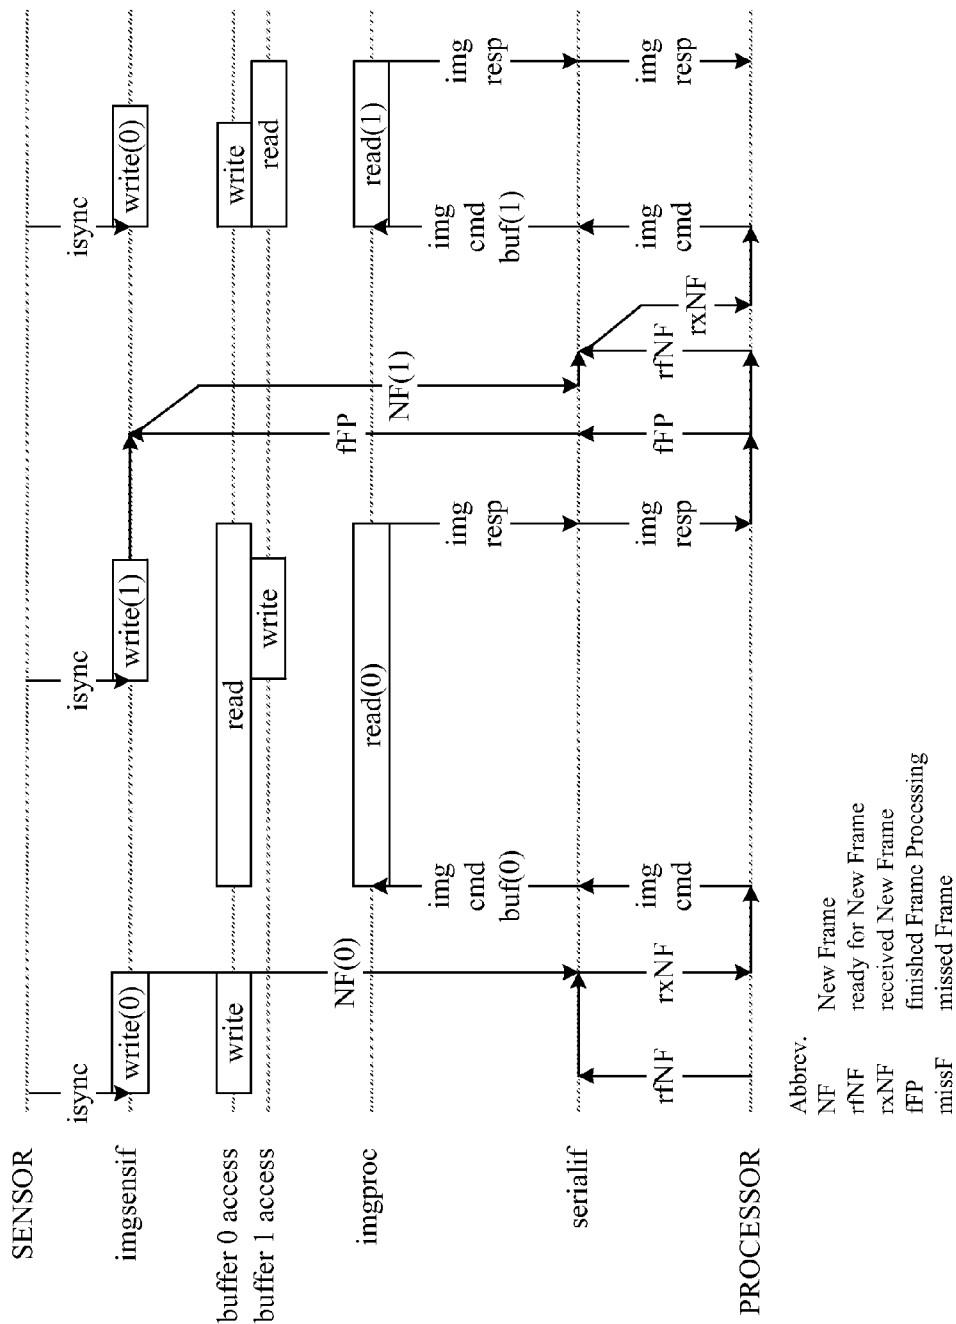 SENSOR
isync
isync
isync
imgsensif
write(0)
write(1)
write(0)
buffer 0 access
write
read
write
buffer 1 access
write
read
NF(0)
fFP
NF(1)
imgproc
read(0)
read(1)
img
cmd
buf(0)
img
resp
img
cmd
buf(1)
img
resp
serialif
rfNF
rxNF
img
cmd
img
resp
fFP
rfNF
rxNF
img
cmd
img
resp
PROCESSOR
Abbrev.
NF New Frame
rfNF ready for New Frame
rxNF received New Frame
fFP finished Frame Processing
missF missed Frame